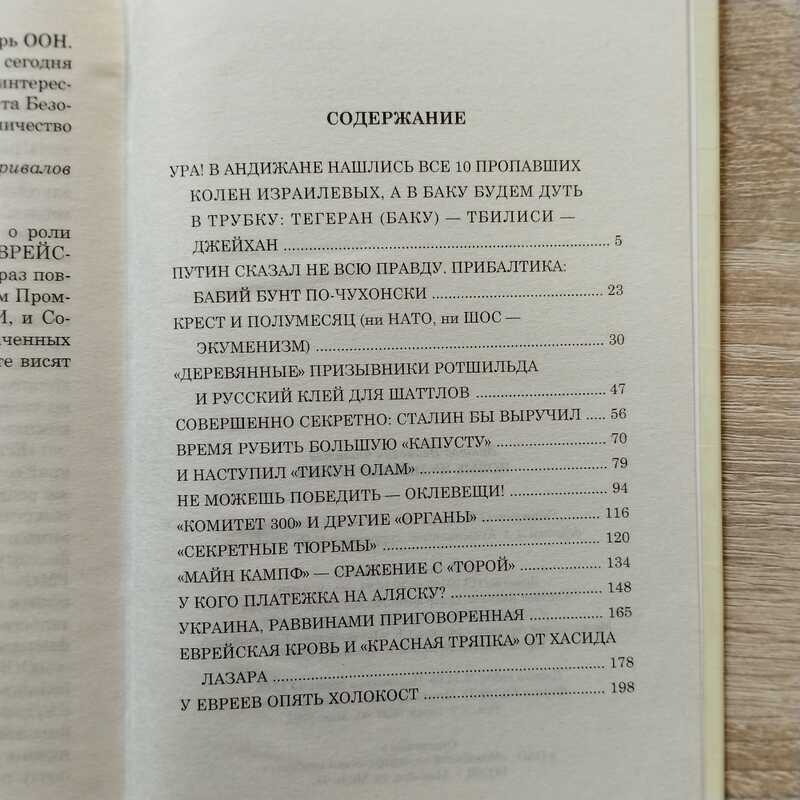 рь ООН.
сегодня
интерес-
та Безо-
ничество
ривалов
о роли
ВРЕЙС-
раз пов-
м Пром-
И, и Со-
ченных
те висят
СОДЕРЖАНИЕ
УРА! В АНДИЖАНЕ НАШЛИСЬ ВСЕ 10 ПРОПАВШИХ
КОЛЕН ИЗРАИЛЕВЫХ, А В БАКУ БУДЕМ ДУТЬ
В ТРУБКУ: ТЕГЕРАН (БАКУ) — ТБИЛИСИ —
ДЖЕЙХАН ..... 5
ПУТИН СКАЗАЛ НЕ ВСЮ ПРАВДУ. ПРИБАЛТИКА:
БАБИЙ БУНТ ПО-ЧУХОНСКИ ..... 23
КРЕСТ И ПОЛУМЕСЯЦ (ни НАТО, ни ШОС —
ЭКУМЕНИЗМ) ..... 30
«ДЕРЕВЯННЫЕ» ПРИЗЫВНИКИ РОТШИЛЬДА
И РУССКИЙ КЛЕЙ ДЛЯ ШАТТЛОВ ..... 47
СОВЕРШЕННО СЕКРЕТНО: СТАЛИН БЫ ВЫРУЧИЛ ..... 56
ВРЕМЯ РУБИТЬ БОЛЬШУЮ «КАПУСТУ» ..... 70
И НАСТУПИЛ «ТИКУН ОЛАМ» ..... 79
НЕ МОЖЕШЬ ПОБЕДИТЬ — ОКЛЕВЕЩИ! ..... 94
«КОМИТЕТ 300» И ДРУГИЕ «ОРГАНЫ» ..... 116
«СЕКРЕТНЫЕ ТЮРЬМЫ» ..... 120
«МАЙН КАМПФ» — СРАЖЕНИЕ С «ТОРОЙ» ..... 134
У КОГО ПЛАТЕЖКА НА АЛЯСКУ? ..... 148
УКРАИНА, РАВВИНАМИ ПРИГОВОРЕННАЯ ..... 165
ЕВРЕЙСКАЯ КРОВЬ И «КРАСНАЯ ТРЯПКА» ОТ ХАСИДА
ЛАЗАРА ..... 178
У ЕВРЕЕВ ОПЯТЬ ХОЛОКОСТ ..... 198